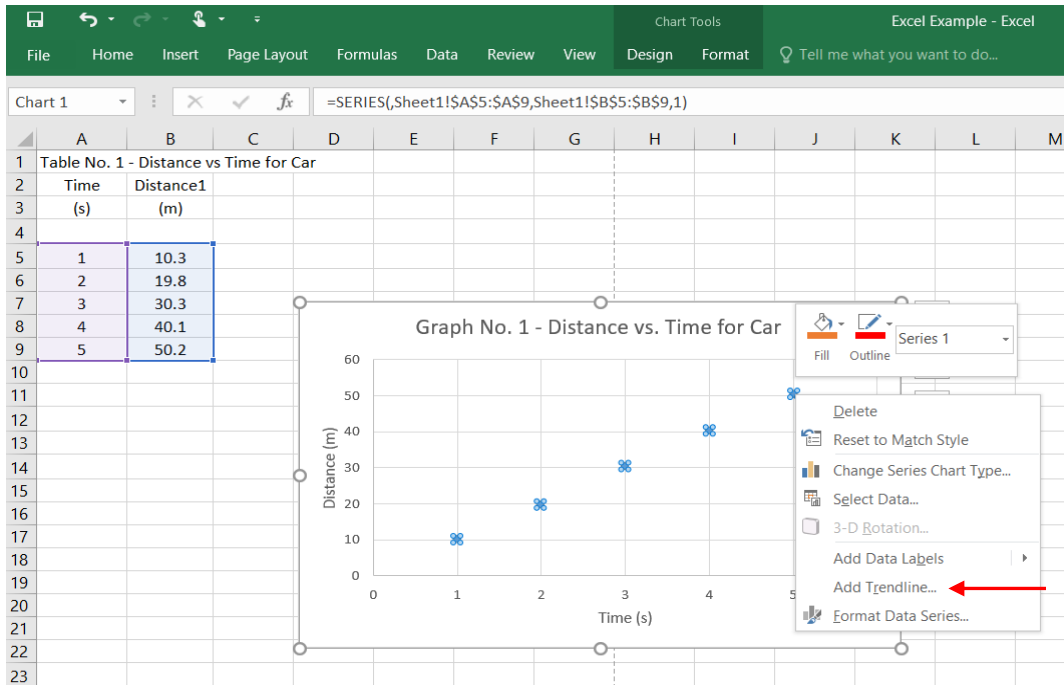 Chart Tools Excel Example - Excel
File Home Insert Page Layout Formulas Data Review View Design Format Tell me what you want to do...
Chart 1 fx =SERIES(,Sheet1!$A$5:$A$9,Sheet1!$B$5:$B$9,1)
A B C D E F G H I J K L M
1 Table No. 1 - Distance vs Time for Car
2 Time Distance1
3 (s) (m)
4
5 1 10.3
6 2 19.8
7 3 30.3
8 4 40.1
9 5 50.2
10
11
12
13
14
15
16
17
18
19
20
21
22
23
Graph No. 1 - Distance vs. Time for Car
60
50
40
30
20
10
0
Distance (m)
0 1 2 3 4 5
Time (s)
Series 1
Fill Outline
Delete
Reset to Match Style
Change Series Chart Type...
Select Data...
3-D Rotation...
Add Data Labels
Add Trendline...
Format Data Series...